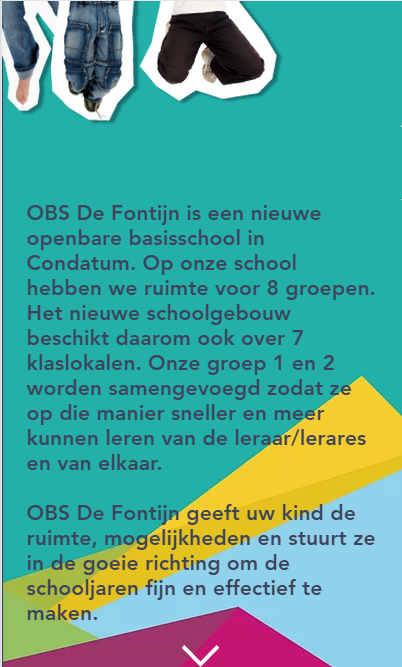 OBS De Fontijn is een nieuwe
openbare basisschool in
Condatum. Op onze school
hebben we ruimte voor 8 groepen.
Het nieuwe schoolgebouw
beschikt daarom ook over 7
klaslokalen. Onze groep 1 en 2
worden samengevoegd zodat ze
op die manier sneller en meer
kunnen leren van de leraar/lerares
en van elkaar.
OBS De Fontijn geeft uw kind de
ruimte, mogelijkheden en stuurt ze
in de goeie richting om de
schooljaren fijn en effectief te
maken.